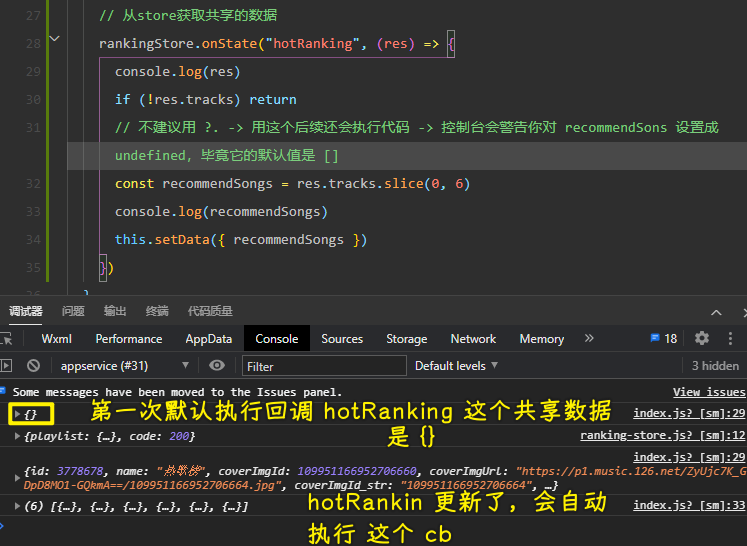 27 // 从store获取共享的数据
28 rankingStore.onState("hotRanking", (res) => {
29 console.log(res)
30 if (!res.tracks) return
31 // 不建议用 ?. -> 用这个后续还会执行代码 -> 控制台会警告你对 recommendSons 设置成
undefined, 毕竟它的默认值是 []
32 const recommendSongs = res.tracks.slice(0, 6)
33 console.log(recommendSongs)
34 this.setData({ recommendSongs })
35 })
调试器 问题 输出 终端 代码质量
Wxml Performance AppData Console Sources Storage Network Memory » 18
appservice (#31) Filter Default levels 3 hidden
Some messages have been moved to the Issues panel. View issues
{} index.js? [sm]:29
第一次默认执行回调 hotRanking 这个共享数据
是 {}
{playlist: {…}, code: 200} ranking-store.js? [sm]:12
index.js? [sm]:29
{id: 3778678, name: "热歌榜", coverImgId: 109951166952706660, coverImgUrl: "https://p1.music.126.net/ZyUjc7K_G
DpD8MO1-GQkmA==/109951166952706664.jpg", coverImgId_str: "109951166952706664", …}
(6) [{…}, {…}, {…}, {…}, {…}, {…}] index.js? [sm]:33
hotRankin 更新了, 会自动
执行 这个 cb